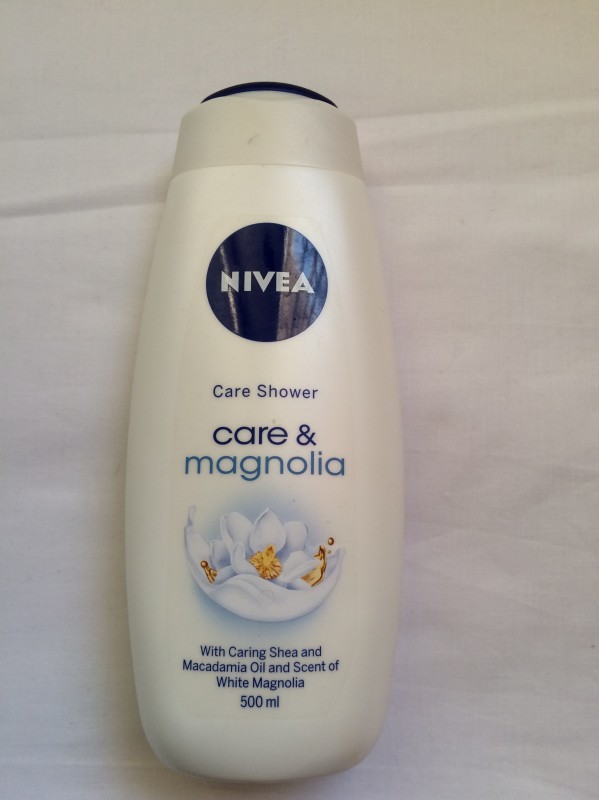 NIVEA
Care Shower
care &
magnolia
With Caring Shea and
Macadamia Oil and Scent of
White Magnolia
500 ml